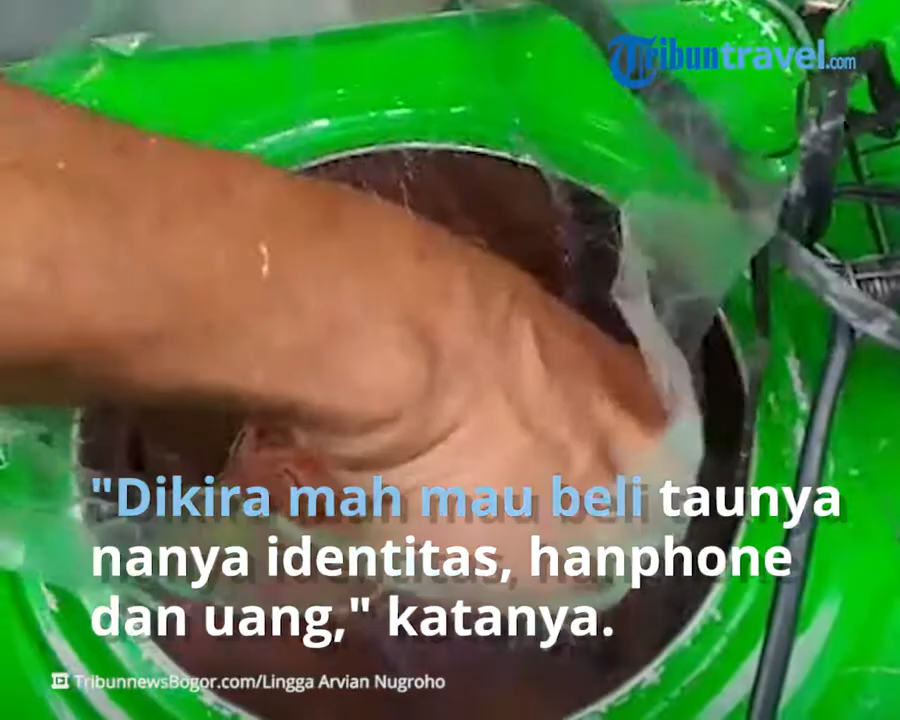 Tribuntravel.com
"Dikira mah mau beli taunya
nanya identitas, hanphone
dan uang," katanya.
TribunnewsBogor.com/Lingga Arvian Nugroho